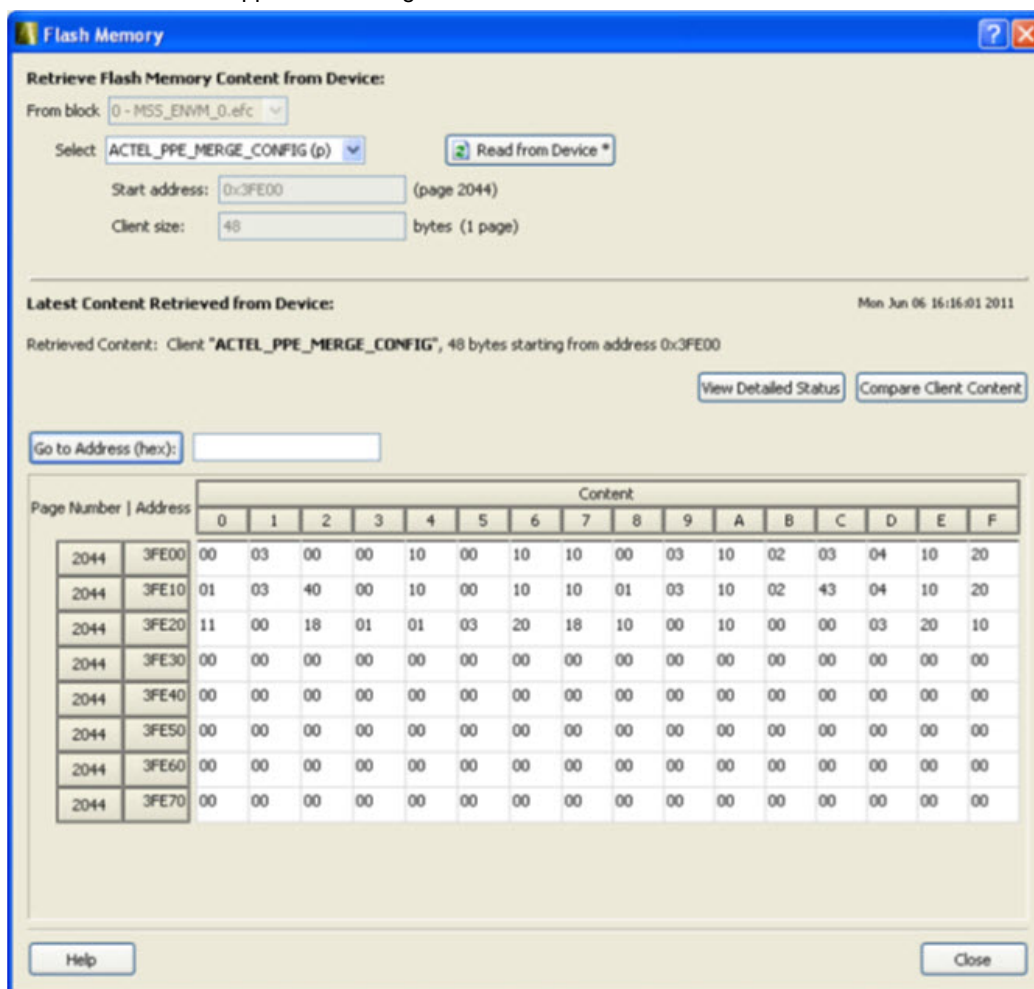 Flash Memory
Retrieve Flash Memory Content from Device:
From block 0 - MSS_ENVM_0.efc
Select ACTEL_PPE_MERGE_CONFIG (p) Read from Device *
Start address: 0x3FE00 (page 2044)
Client size: 48 bytes (1 page)
Latest Content Retrieved from Device: Mon Jun 06 16:16:01 2011
Retrieved Content: Client "ACTEL_PPE_MERGE_CONFIG", 48 bytes starting from address 0x3FE00
View Detailed Status Compare Client Content
Go to Address (hex):
Content
Page Number | Address
0 1 2 3 4 5 6 7 8 9 A B C D E F
2044 3FE00 00 03 00 00 10 00 10 10 00 03 10 02 03 04 10 20
2044 3FE10 01 03 40 00 10 00 10 10 01 03 10 02 43 04 10 20
2044 3FE20 11 00 18 01 01 03 20 18 10 00 10 00 00 03 20 10
2044 3FE30 00 00 00 00 00 00 00 00 00 00 00 00 00 00 00 00
2044 3FE40 00 00 00 00 00 00 00 00 00 00 00 00 00 00 00 00
2044 3FE50 00 00 00 00 00 00 00 00 00 00 00 00 00 00 00 00
2044 3FE60 00 00 00 00 00 00 00 00 00 00 00 00 00 00 00 00
2044 3FE70 00 00 00 00 00 00 00 00 00 00 00 00 00 00 00 00
Help Close